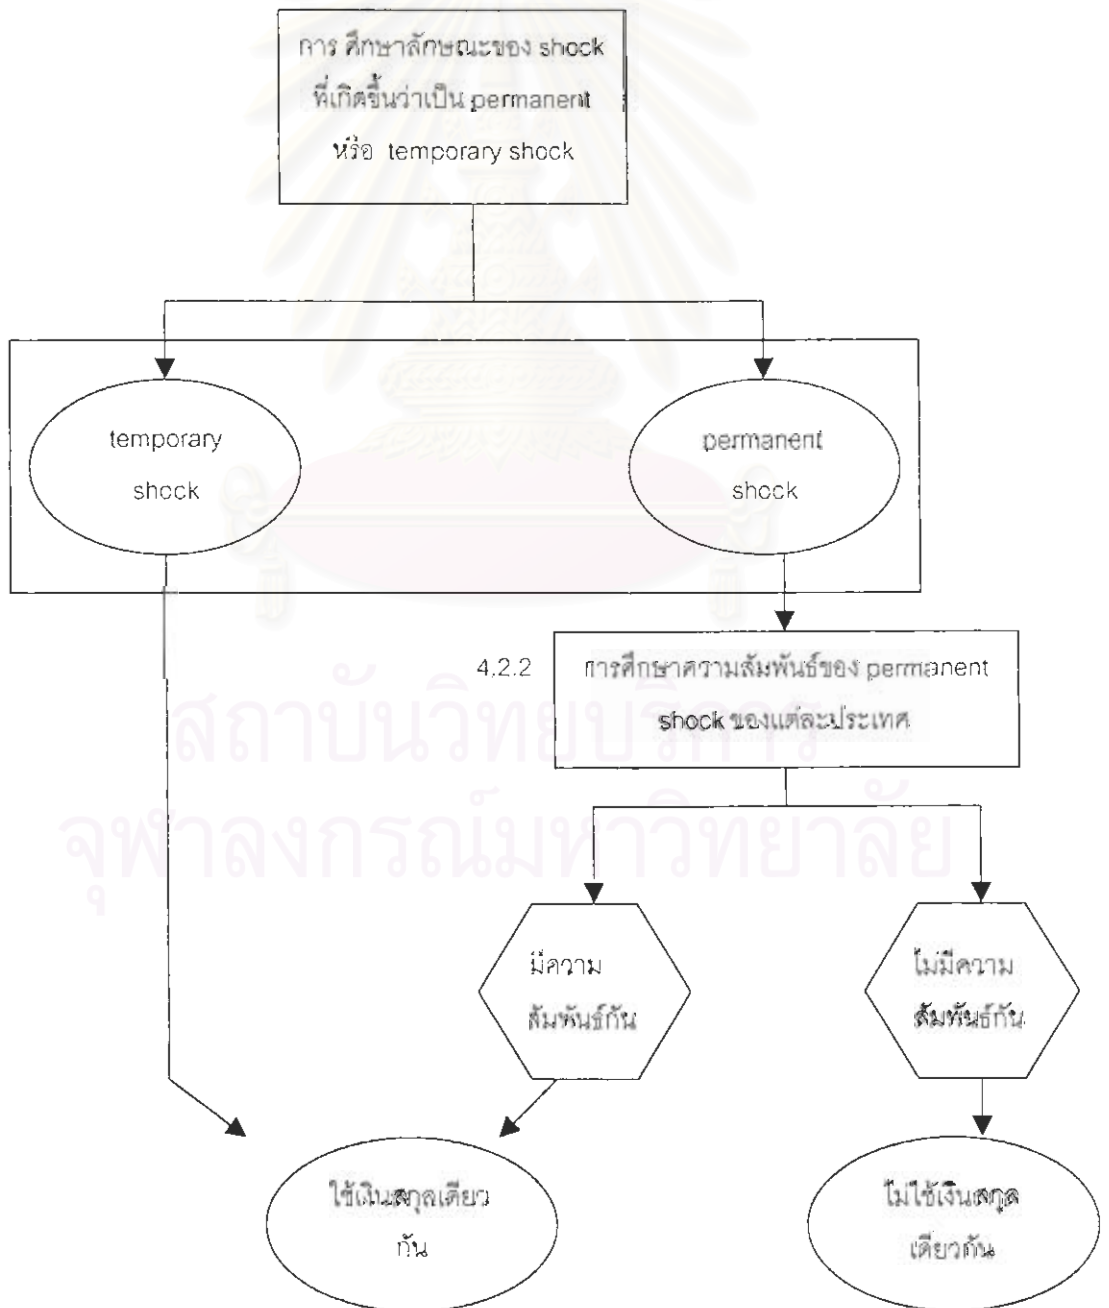 การ ศึกษาลักษณะของ shock
ที่เกิดขึ้นว่าเป็น permanent
หรือ temporary shock
temporary
shock
permanent
shock
4.2.2
การศึกษาความสัมพันธ์ของ permanent
shock ของแต่ละประเทศ
สถาบันวิทยบริการ
จุฬาลงกรณ์มหาวิทยาลัย
มีความ
สัมพันธ์กัน
ไม่มีความ
สัมพันธ์กัน
ใช้เงินสกุลเดียว
กัน
ไม่ใช้เงินสกุล
เดียวกัน